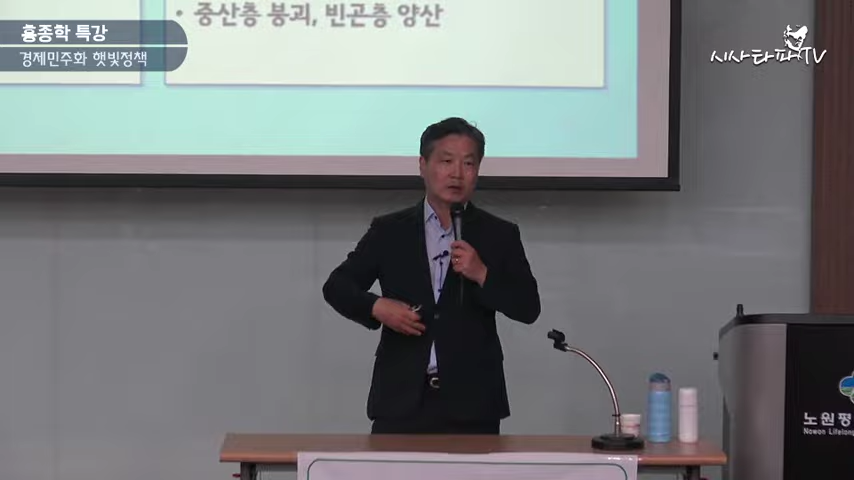 홍종학 특강
경제민주화 햇빛정책
• 중산층 붕괴, 빈곤층 양산
시사타파TV
노원평
Nowon Lifelong